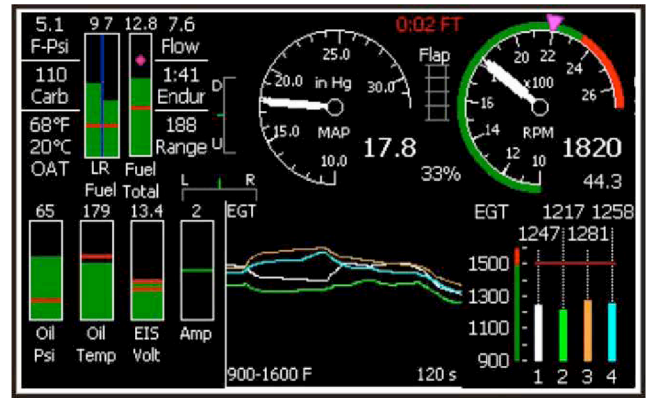 5.1 9 7 12.8 7.6
F-Psi Flow
110 1:41
Carb Endur
68°F 188
20°C Range
OAT LR Fuel
Fuel Total
D
U
L R
0:02 FT
25.0
20.0 in Hg 30.0
15.0 MAP
10.0
17.8
Flap
33%
20 22
24
x100
26
16
14 RPM
12 10
1820
44.3
65 179 13.4 2
Oil Oil EIS Amp
Psi Temp Volt
EGT
900-1600 F 120 s
EGT 1217 1258
1247 1281
1500
1300
1100
900
1 2 3 4